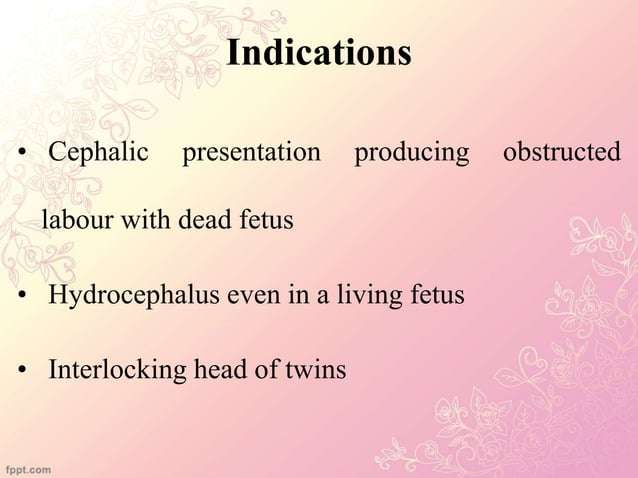 Indications
• Cephalic presentation producing obstructed
labour with dead fetus
• Hydrocephalus even in a living fetus
• Interlocking head of twins
fppt.com